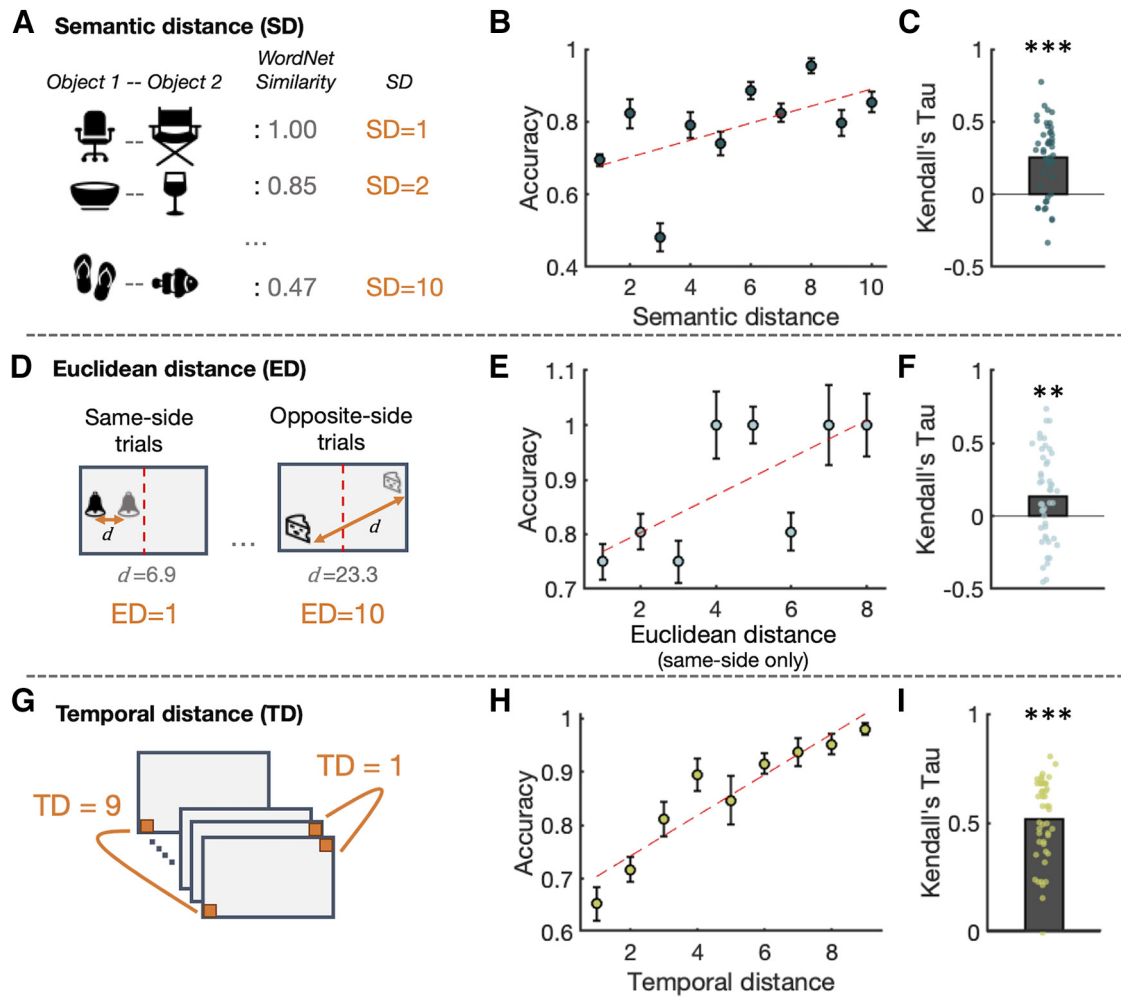 A Semantic distance (SD)
Object 1 -- Object 2
WordNet
Similarity
SD
-- : 1.00 SD=1
-- : 0.85 SD=2
...
-- : 0.47 SD=10
B
1
0.8
0.6
0.4
Accuracy
2 4 6 8 10
Semantic distance
C
***
1
0.5
0
-0.5
Kendall's Tau
D Euclidean distance (ED)
Same-side
trials
Opposite-side
trials
d
d
...
d=6.9
d=23.3
ED=1
ED=10
E
1.1
1
0.9
0.8
0.7
Accuracy
2 4 6 8
Euclidean distance
(same-side only)
F
**
1
0.5
0
-0.5
Kendall's Tau
G Temporal distance (TD)
TD = 1
TD = 9
H
1
0.9
0.8
0.7
0.6
Accuracy
2 4 6 8
Temporal distance
I
***
1
0.5
0
Kendall's Tau